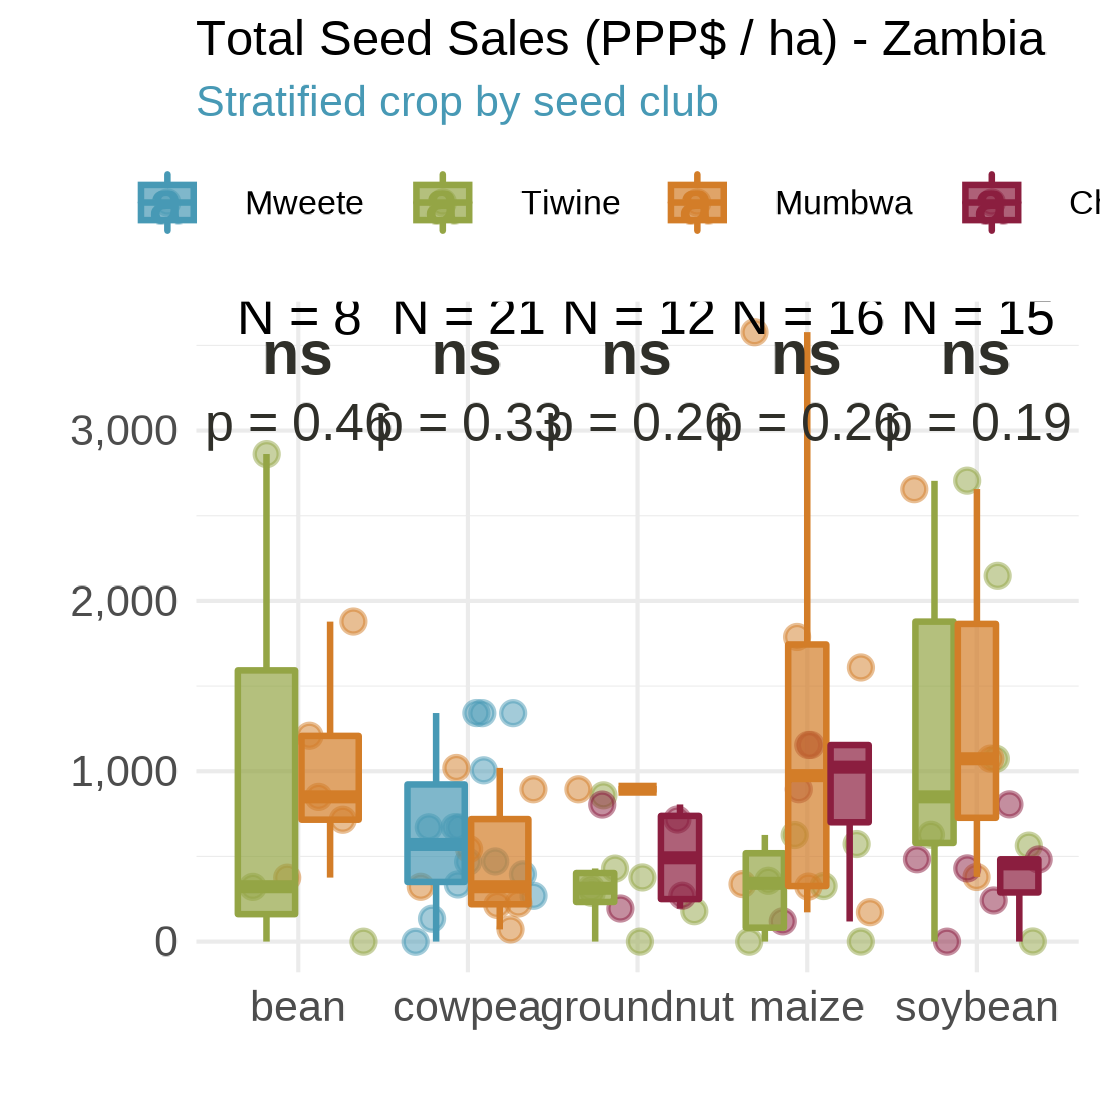 Total Seed Sales (PPP$ / ha) - Zambia
Stratified crop by seed club
Mweete Tiwine Mumbwa
N = 8 N = 21 N = 12 N = 16 N = 15
ns ns ns ns ns
p = 0.46 p = 0.33 p = 0.26 p = 0.26 p = 0.19
3,000
2,000
1,000
0
bean cowpea groundnut maize soybean